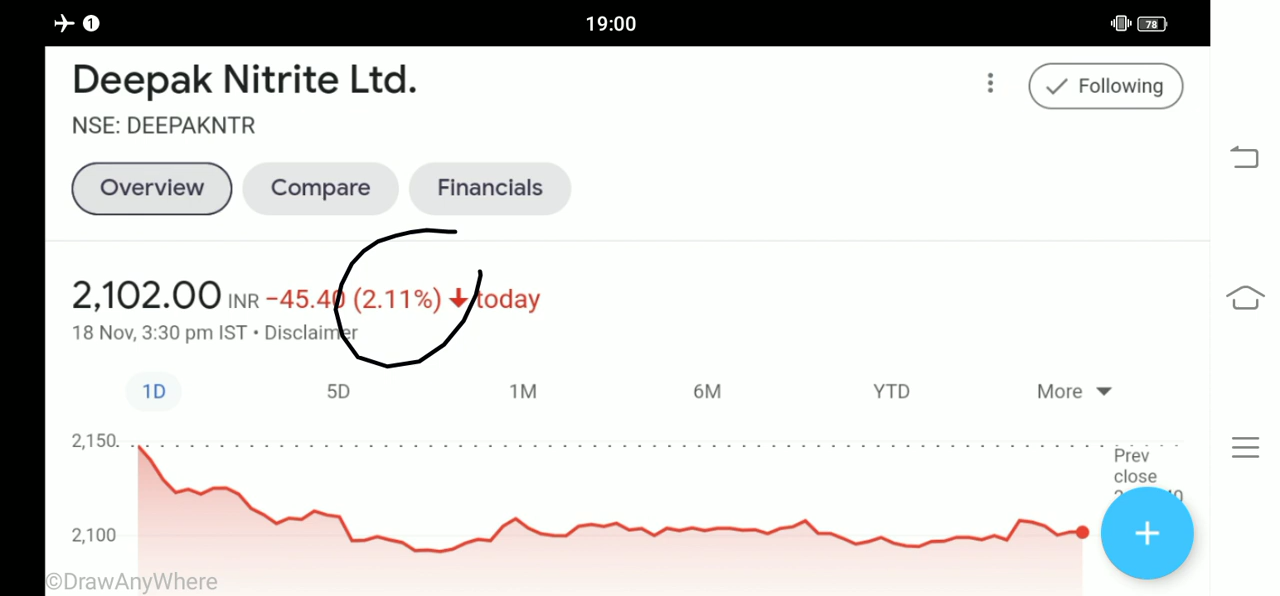 1 19:00 78
Deepak Nitrite Ltd.
Following
NSE: DEEPAKNTR
Overview Compare Financials
2,102.00 INR −45.40 (2.11%) ↓ today
18 Nov, 3:30 pm IST • Disclaimer
1D 5D 1M 6M YTD More
2,150
Prev
close
2,100
©DrawAnyWhere